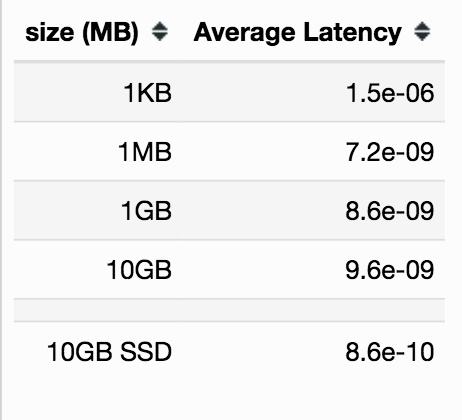 size (MB) Average Latency
1KB 1.5e-06
1MB 7.2e-09
1GB 8.6e-09
10GB 9.6e-09
10GB SSD 8.6e-10